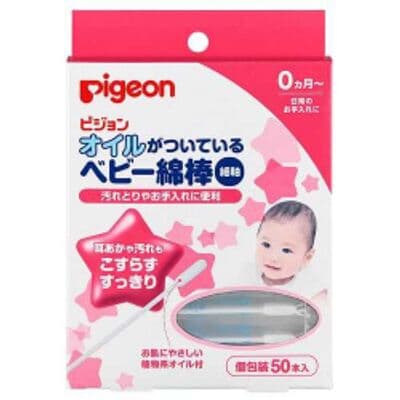 Pigeon
0ヵ月〜
日常の
お手入れに
ピジョン
オイルがついている
ベビー綿棒 細軸
汚れとりやお手入れに便利
耳あかや汚れも
こすらず
すっきり
お肌にやさしい
植物系オイル付
個包装50本入